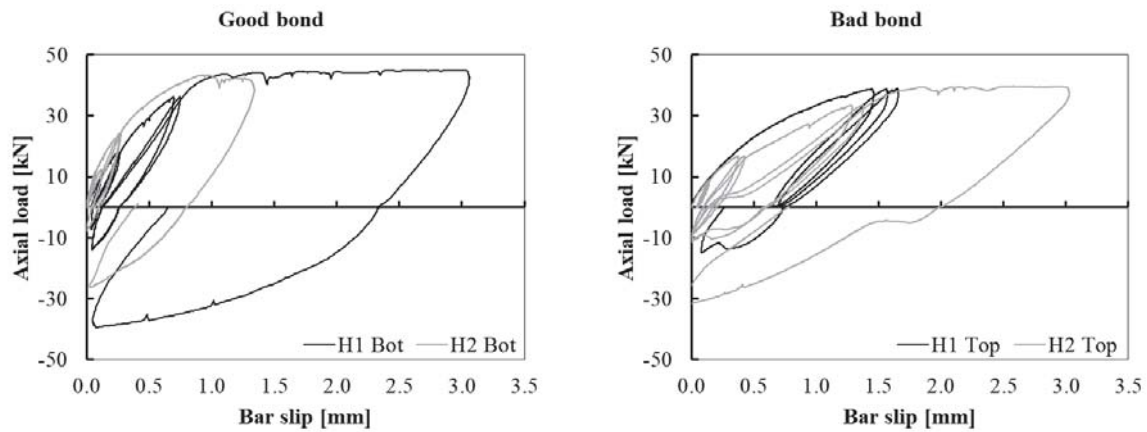 Good bond
50
30
10
-10
-30
-50
0.0 0.5 1.0 1.5 2.0 2.5 3.0 3.5
Axial load [kN]
Bar slip [mm]
H1 Bot H2 Bot
Bad bond
50
30
10
-10
-30
-50
0.0 0.5 1.0 1.5 2.0 2.5 3.0 3.5
Axial load [kN]
Bar slip [mm]
H1 Top H2 Top